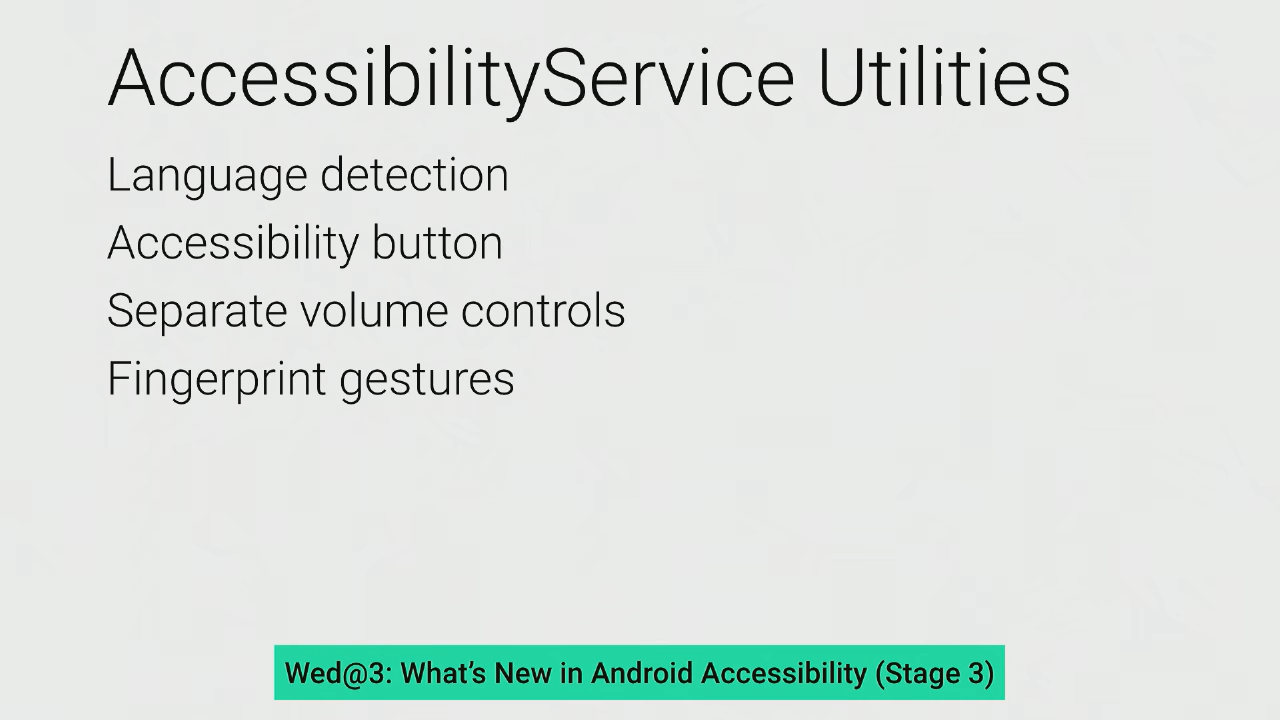 AccessibilityService Utilities
Language detection
Accessibility button
Separate volume controls
Fingerprint gestures
Wed@3: What’s New in Android Accessibility (Stage 3)